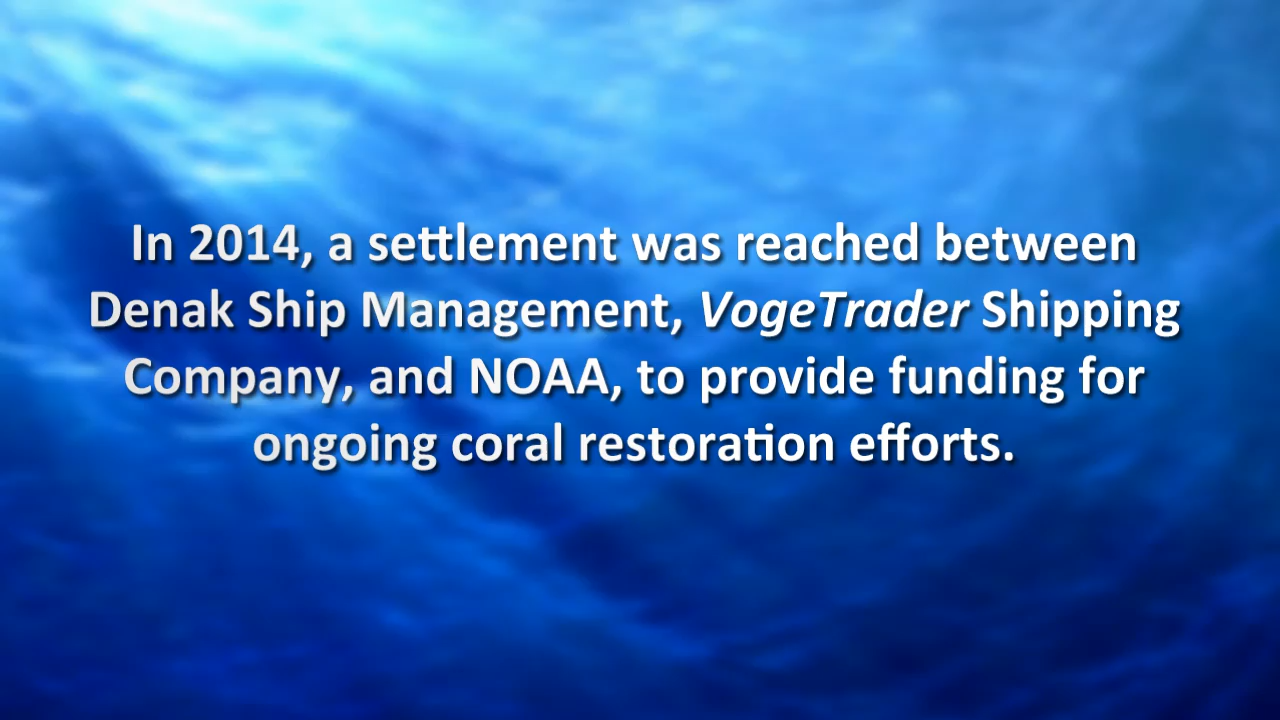 In 2014, a settlement was reached between
Denak Ship Management, VogeTrader Shipping
Company, and NOAA, to provide funding for
ongoing coral restoration efforts.